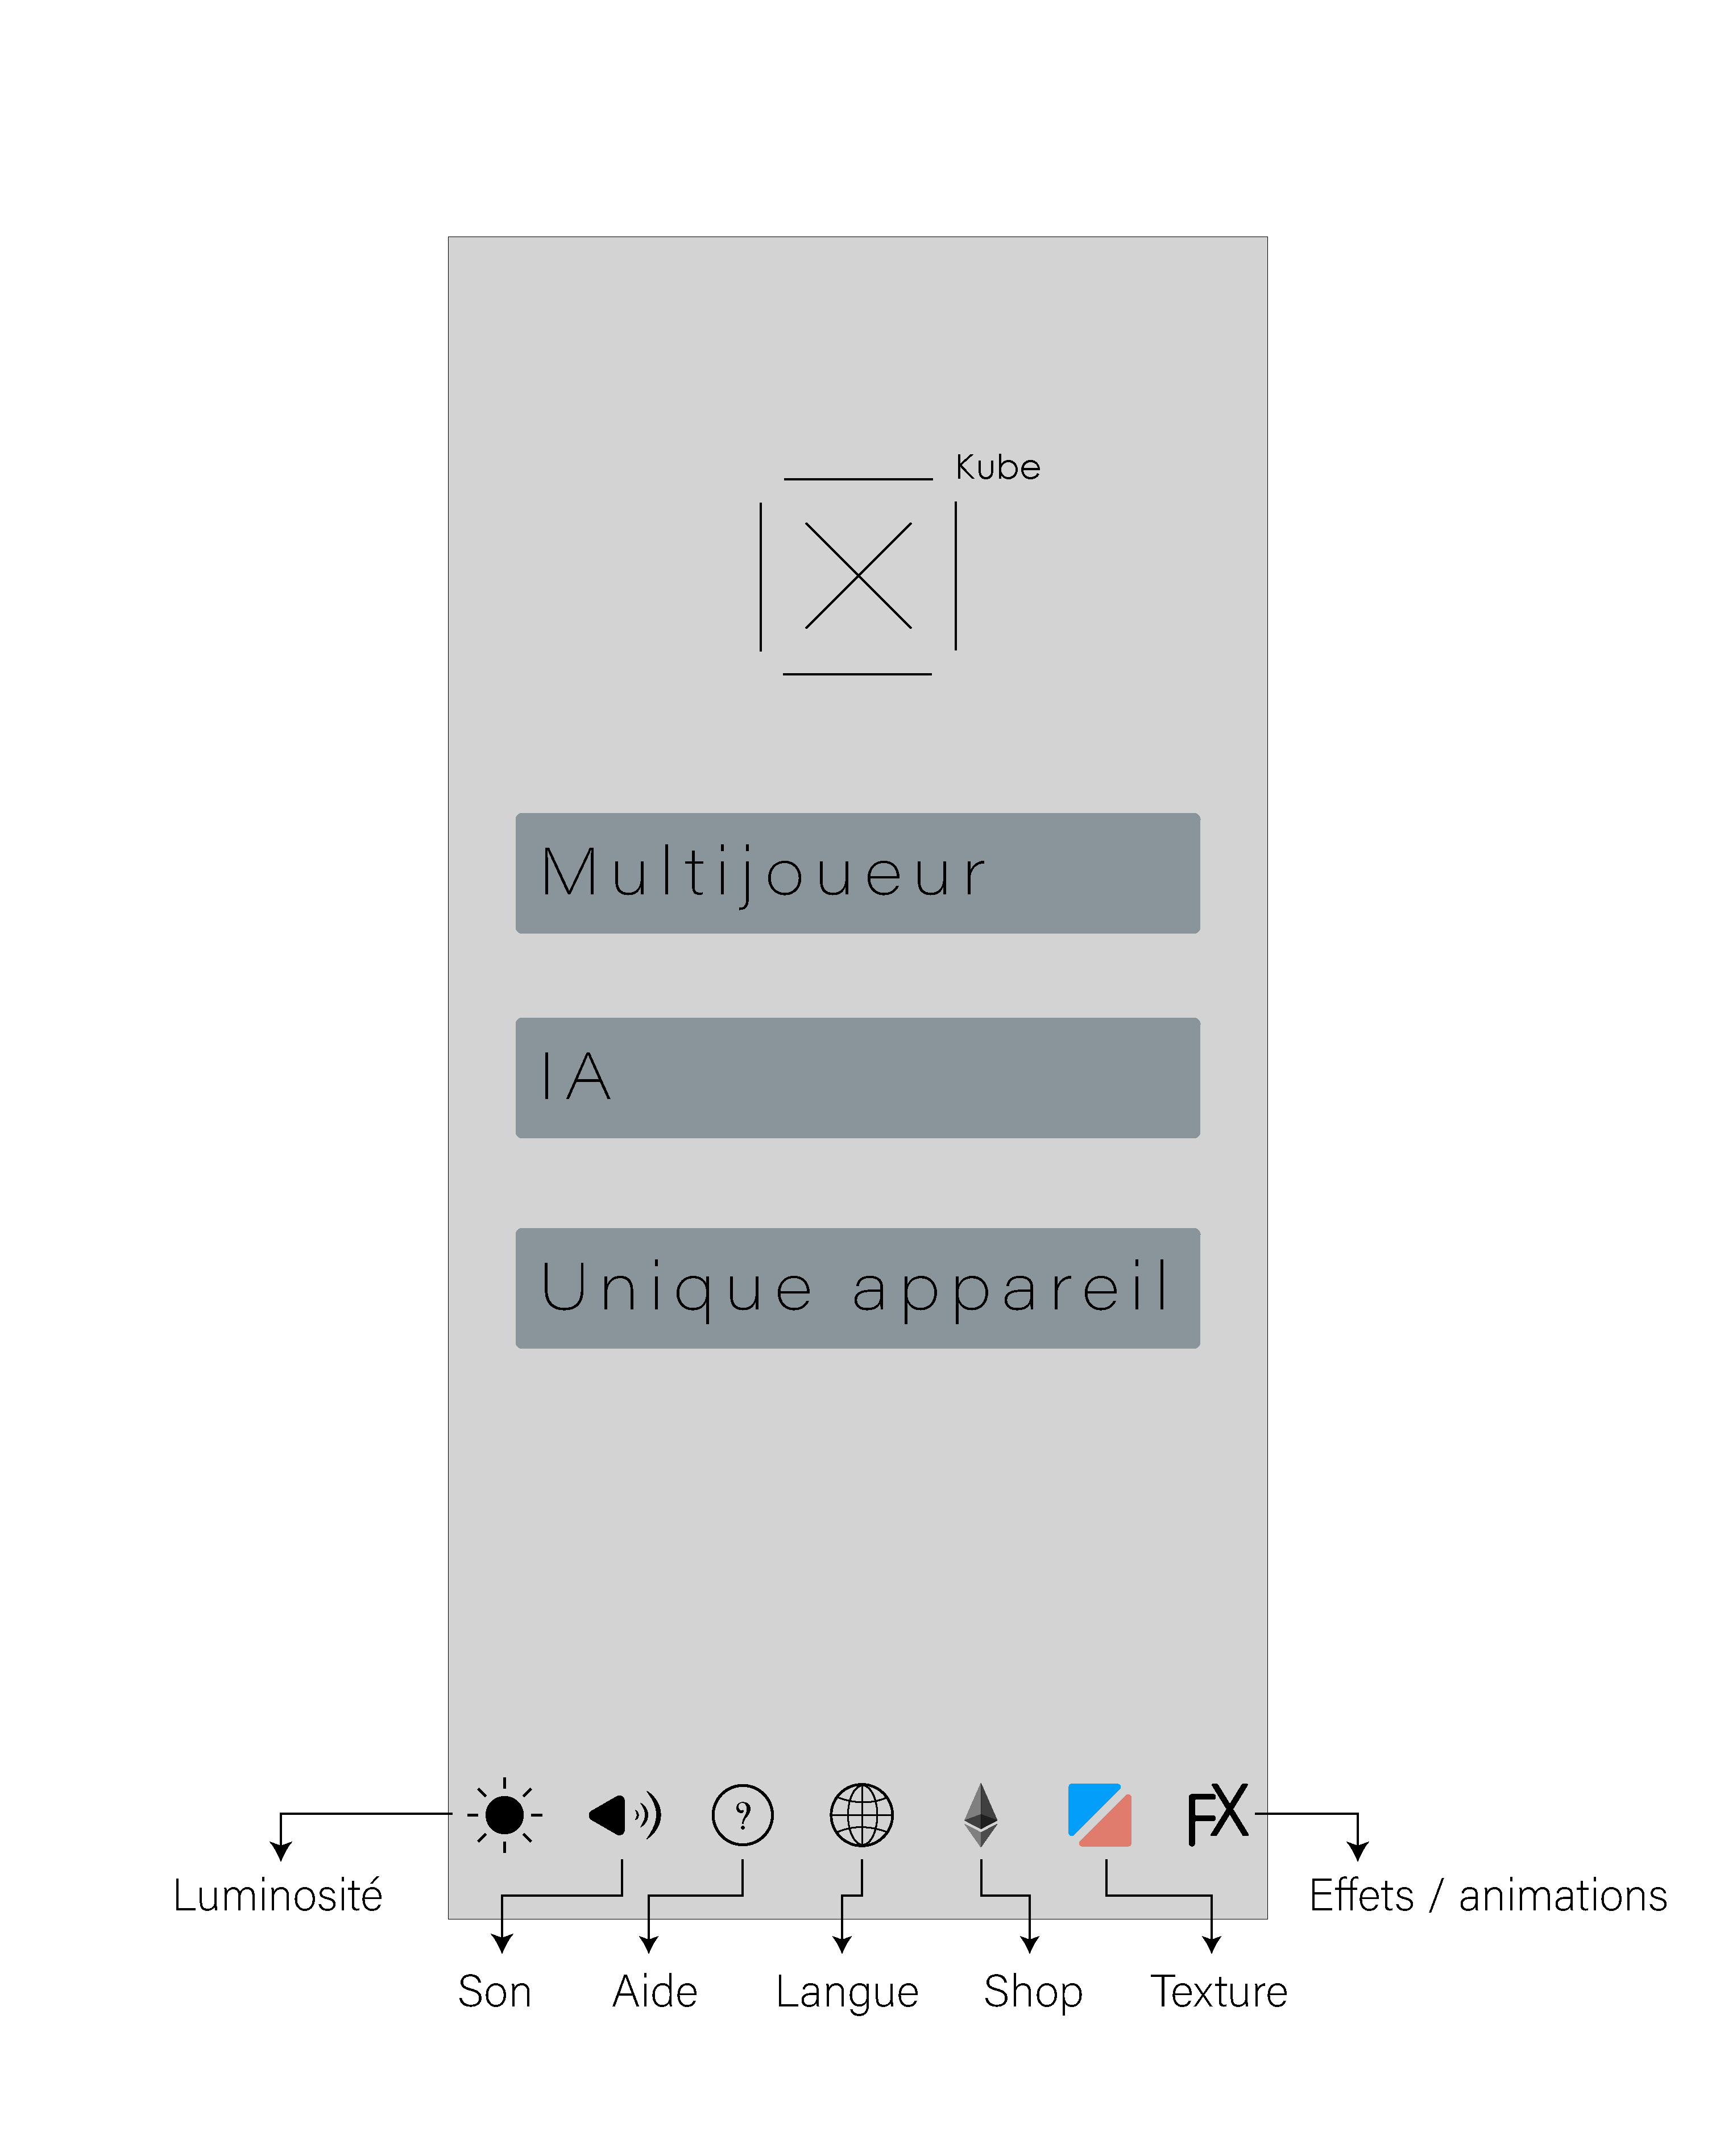 Kube
Multijoueur
IA
Unique appareil
?
FX
Luminosité
Effets / animations
Son
Aide
Langue
Shop
Texture